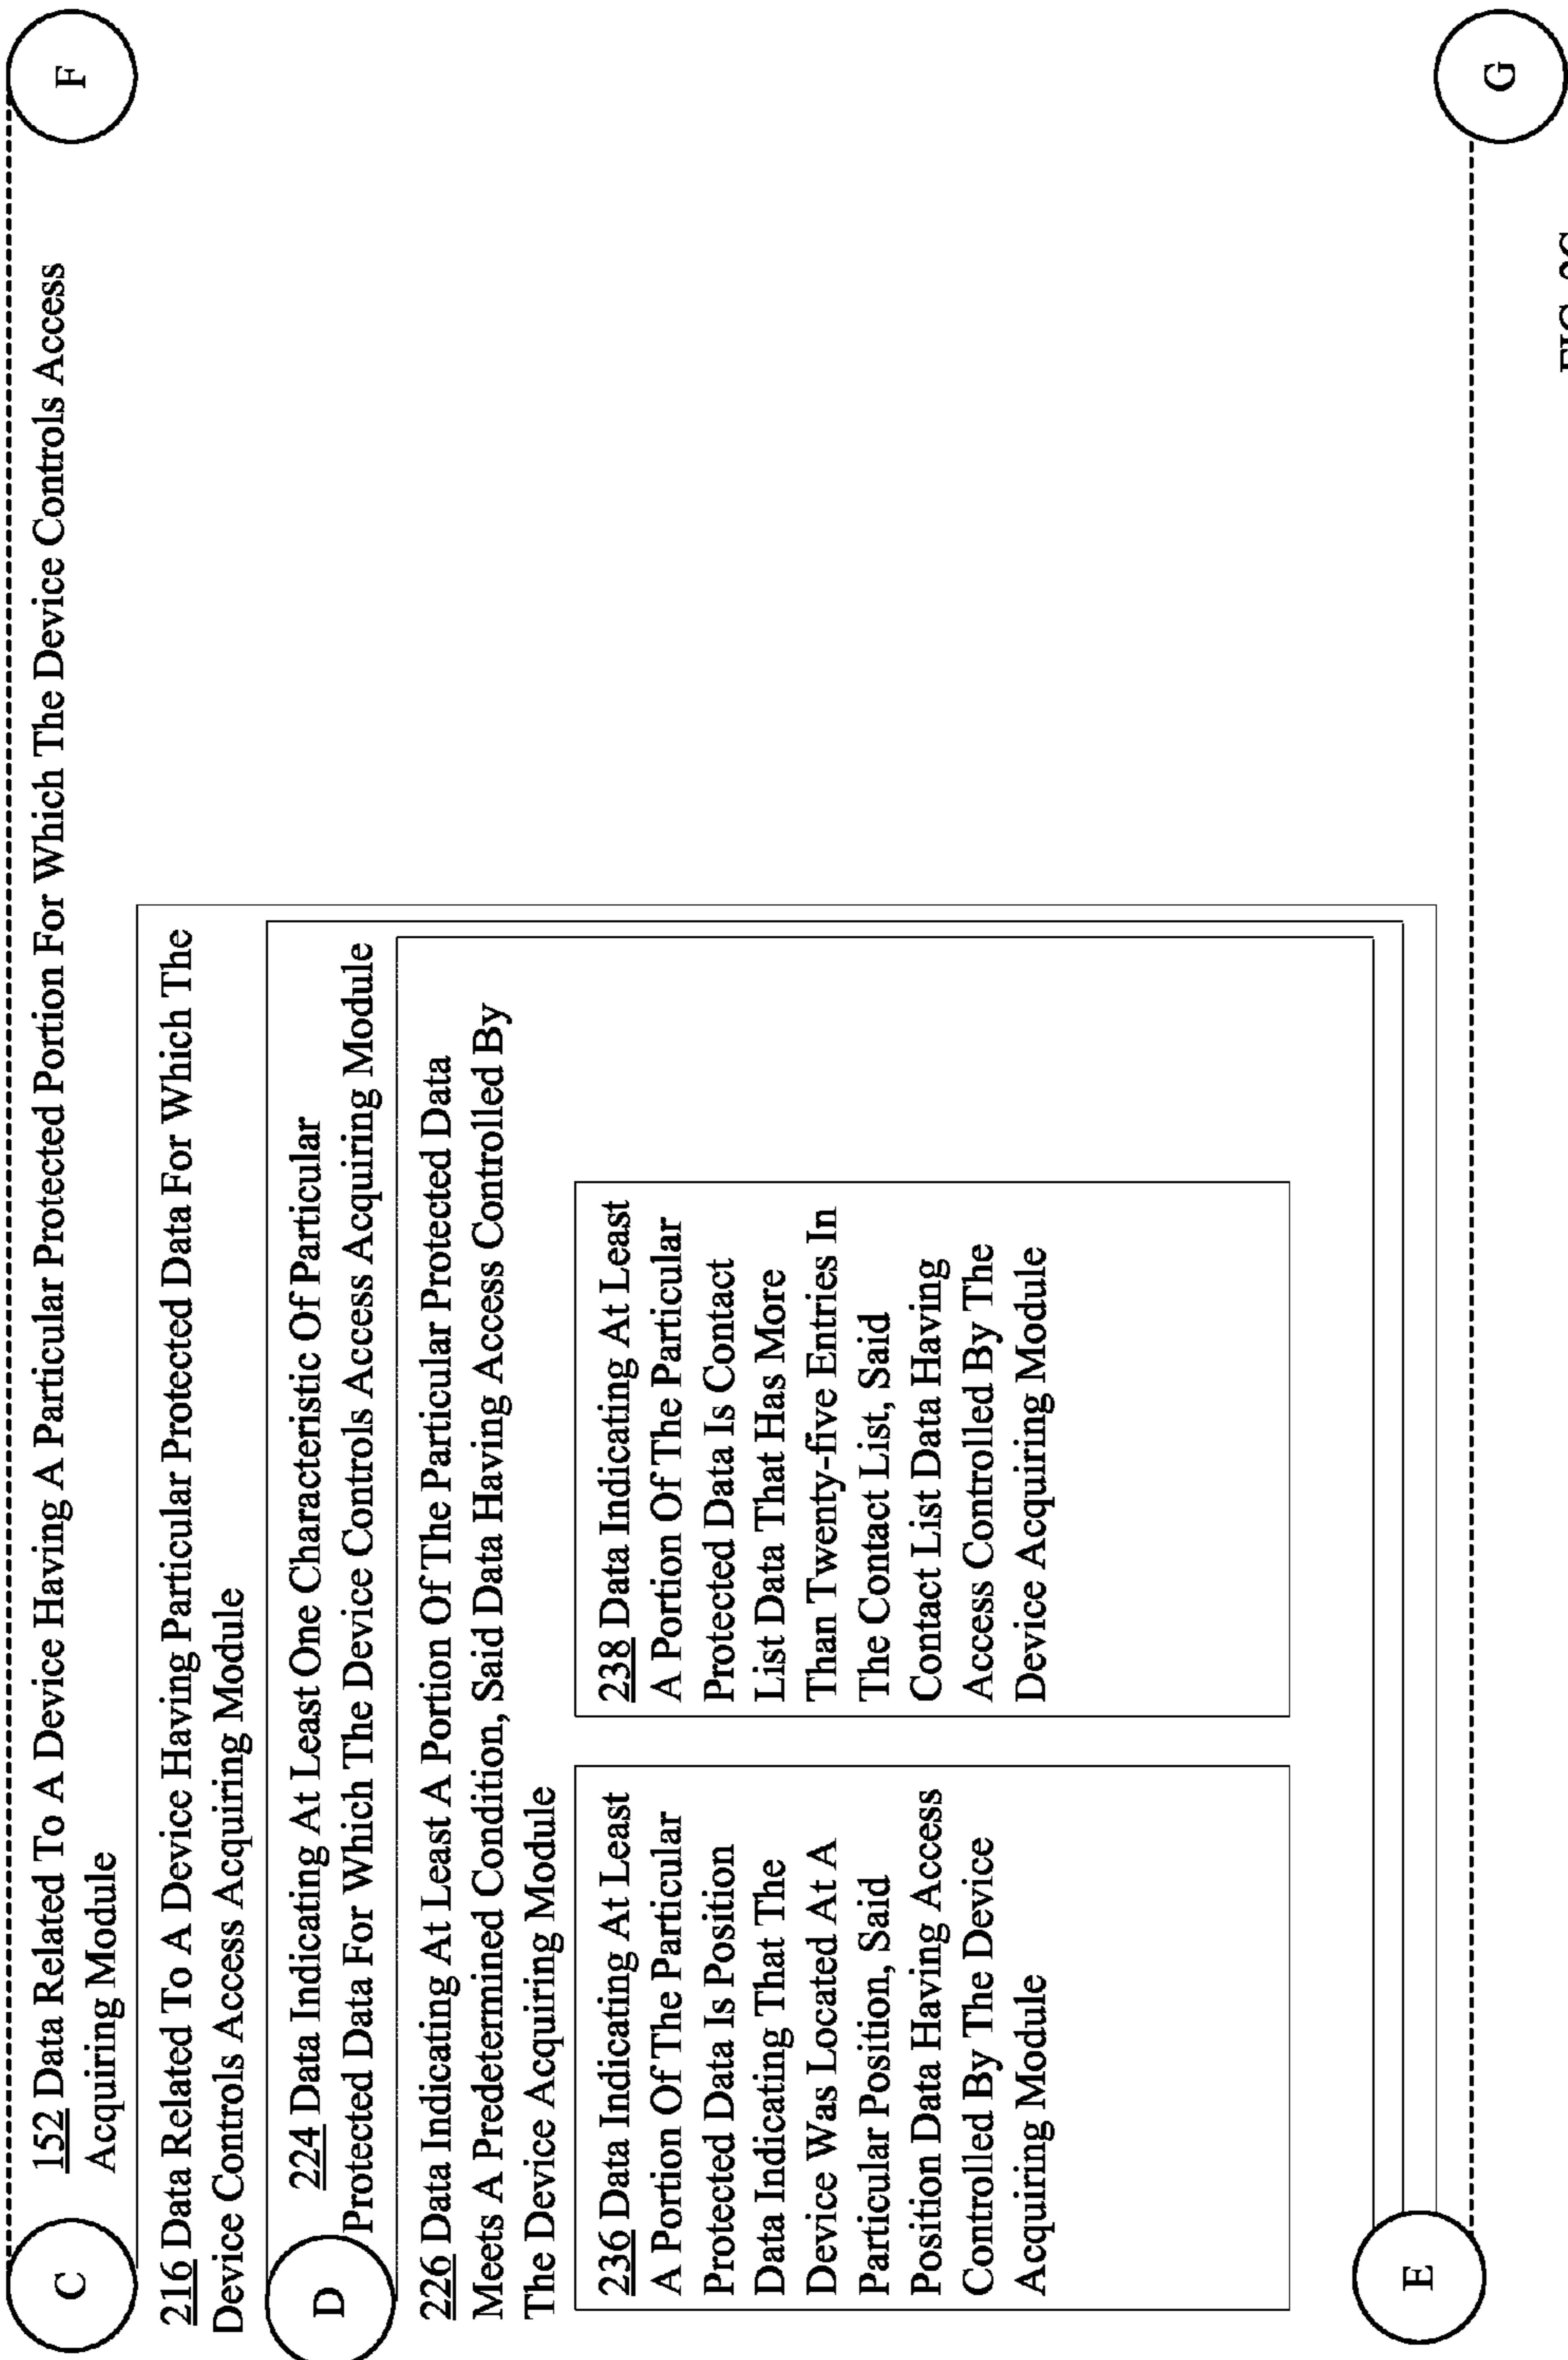 C
F
152 Data Related To A Device Having A Particular Protected Portion For Which The Device Controls Access
Acquiring Module
216 Data Related To A Device Having Particular Protected Data For Which The
Device Controls Access Acquiring Module
D
224 Data Indicating At Least One Characteristic Of Particular
Protected Data For Which The Device Controls Access Acquiring Module
226 Data Indicating At Least A Portion Of The Particular Protected Data
Meets A Predetermined Condition, Said Data Having Access Controlled By
The Device Acquiring Module
236 Data Indicating At Least
A Portion Of The Particular
Protected Data Is Position
Data Indicating That The
Device Was Located At A
Particular Position, Said
Position Data Having Access
Controlled By The Device
Acquiring Module
238 Data Indicating At Least
A Portion Of The Particular
Protected Data Is Contact
List Data That Has More
Than Twenty-five Entries In
The Contact List, Said
Contact List Data Having
Access Controlled By The
Device Acquiring Module
E
G
FIG.